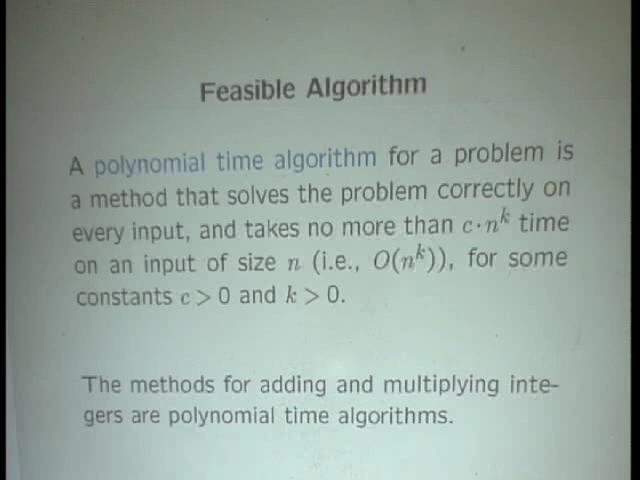 Feasible Algorithm
A polynomial time algorithm for a problem is
a method that solves the problem correctly on
every input, and takes no more than c·nᵏ time
on an input of size n (i.e., O(nᵏ)), for some
constants c > 0 and k > 0.
The methods for adding and multiplying inte-
gers are polynomial time algorithms.